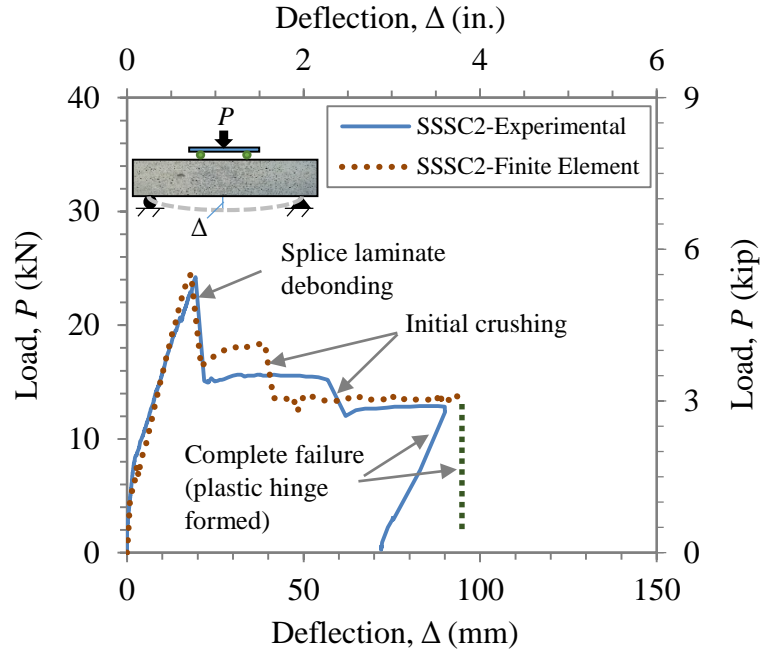 Deflection, Δ (in.)
0 2 4 6
40 9
P
SSSC2-Experimental
SSSC2-Finite Element
30
Δ
Splice laminate
debonding
6
20
Initial crushing
3
10
Complete failure
(plastic hinge
formed)
0 0
0 50 100 150
Load, P (kN)
Load, P (kip)
Deflection, Δ (mm)